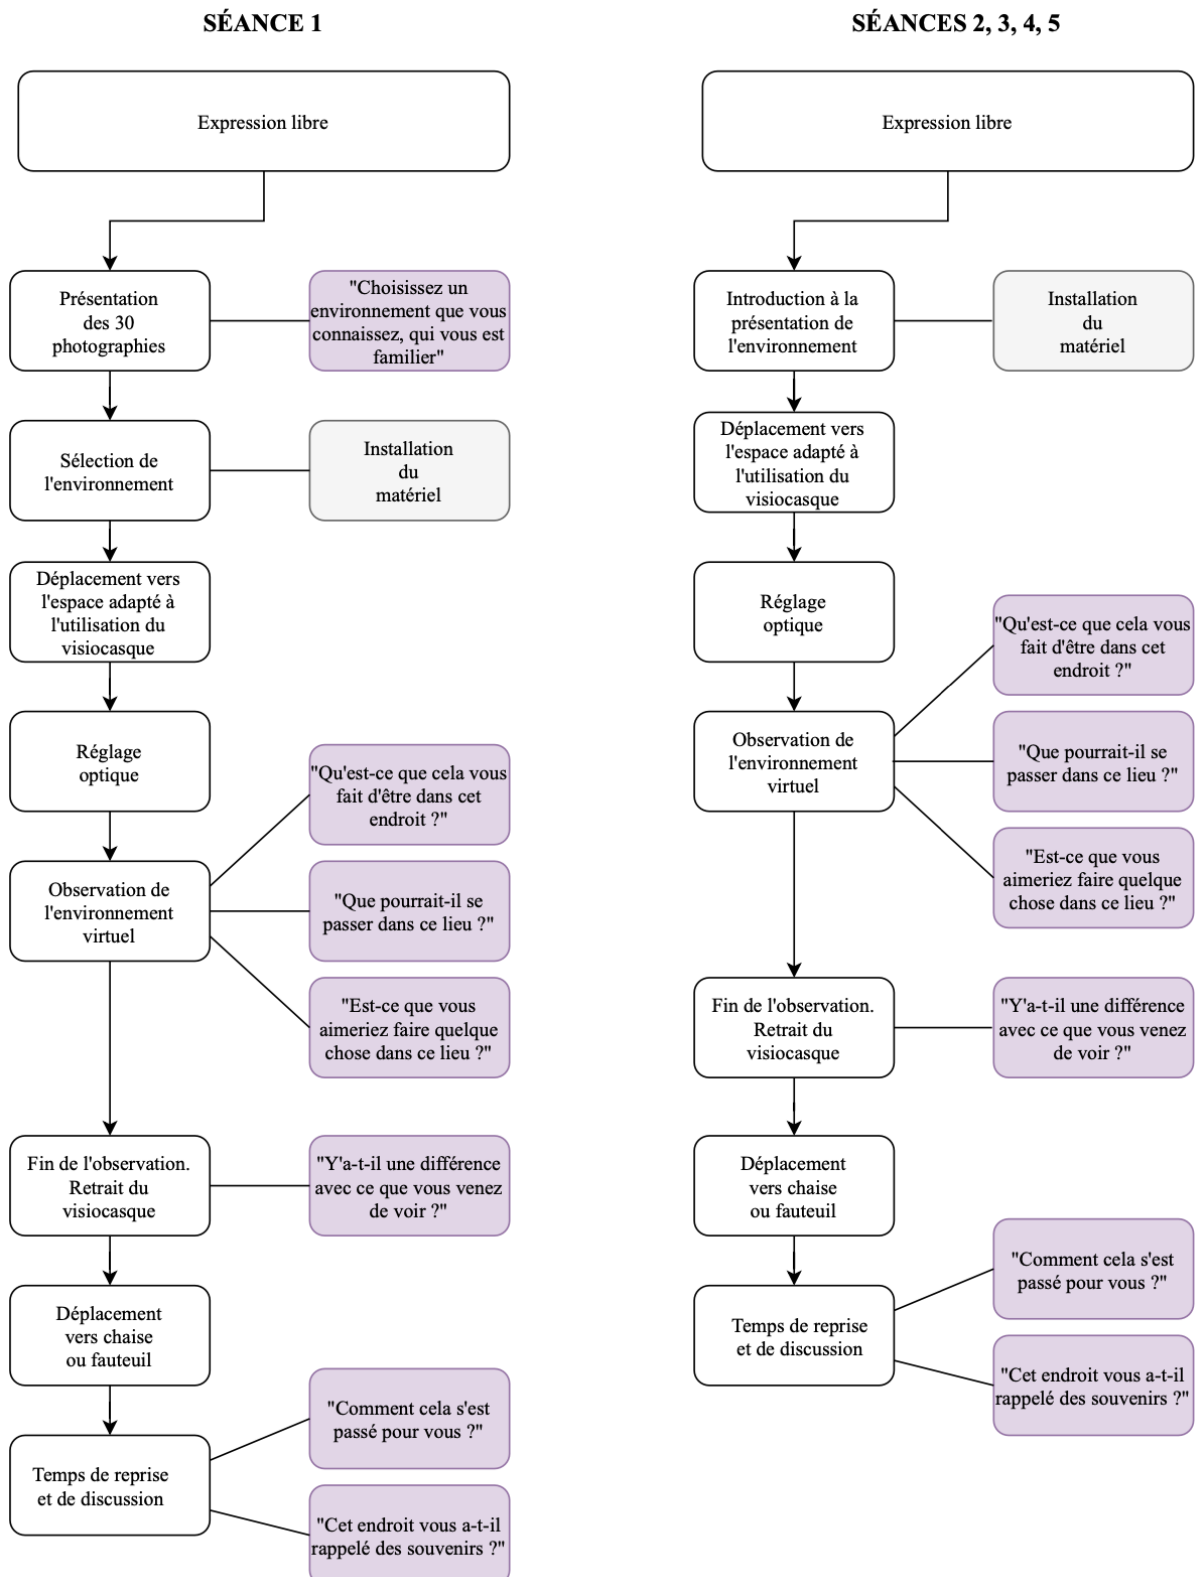 SÉANCE 1
Expression libre
Présentation
des 30
photographies
"Choisissez un
environnement que vous
connaissez, qui vous est
familier"
Sélection de
l'environnement
Installation
du
matériel
Déplacement vers
l'espace adapté à
l'utilisation du
visiocasque
Réglage
optique
Observation de
l'environnement
virtuel
"Qu'est-ce que cela vous
fait d'être dans cet
endroit ?"
"Que pourrait-il se
passer dans ce lieu ?"
"Est-ce que vous
aimeriez faire quelque
chose dans ce lieu ?"
Fin de l'observation.
Retrait du
visiocasque
"Y'a-t-il une différence
avec ce que vous venez
de voir ?"
Déplacement
vers chaise
ou fauteuil
Temps de reprise
et de discussion
"Comment cela s'est
passé pour vous ?"
"Cet endroit vous a-t-il
rappelé des souvenirs ?"
SÉANCES 2, 3, 4, 5
Expression libre
Introduction à la
présentation de
l'environnement
Installation
du
matériel
Déplacement vers
l'espace adapté à
l'utilisation du
visiocasque
Réglage
optique
Observation de
l'environnement
virtuel
"Qu'est-ce que cela vous
fait d'être dans cet
endroit ?"
"Que pourrait-il se
passer dans ce lieu ?"
"Est-ce que vous
aimeriez faire quelque
chose dans ce lieu ?"
Fin de l'observation.
Retrait du
visiocasque
"Y'a-t-il une différence
avec ce que vous venez
de voir ?"
Déplacement
vers chaise
ou fauteuil
Temps de reprise
et de discussion
"Comment cela s'est
passé pour vous ?"
"Cet endroit vous a-t-il
rappelé des souvenirs ?"